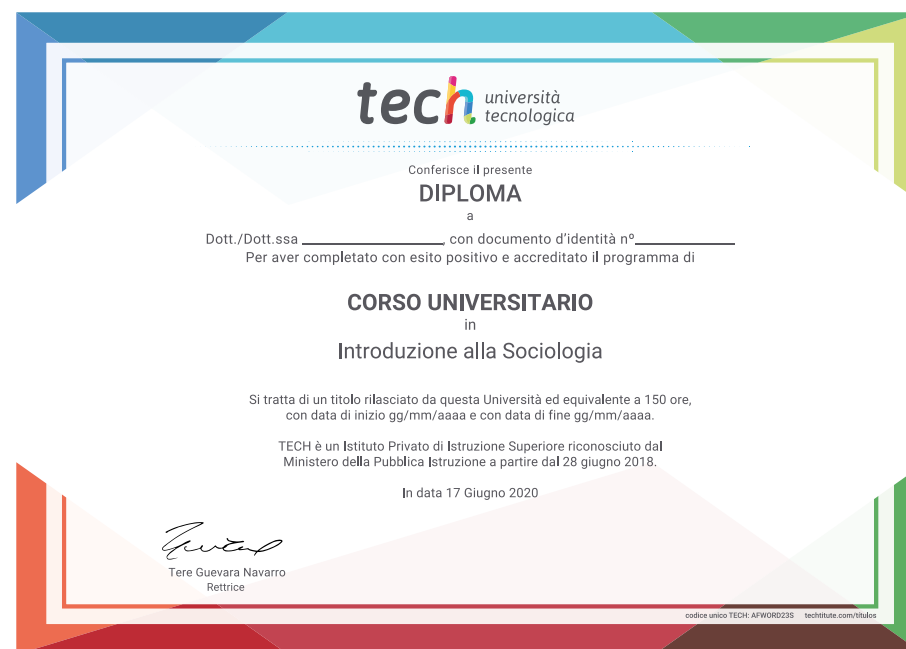 tech università
tecnologica
Conferisce il presente
DIPLOMA
a
Dott./Dott.ssa ____________________, con documento d'identità nº______________
Per aver completato con esito positivo e accreditato il programma di
CORSO UNIVERSITARIO
in
Introduzione alla Sociologia
Si tratta di un titolo rilasciato da questa Università ed equivalente a 150 ore,
con data di inizio gg/mm/aaaa e con data di fine gg/mm/aaaa.
TECH è un Istituto Privato di Istruzione Superiore riconosciuto dal
Ministero della Pubblica Istruzione a partire dal 28 giugno 2018.
In data 17 Giugno 2020
Tere Guevara Navarro
Rettrice
codice unico TECH: AFWORD23S techtitute.com/titulos